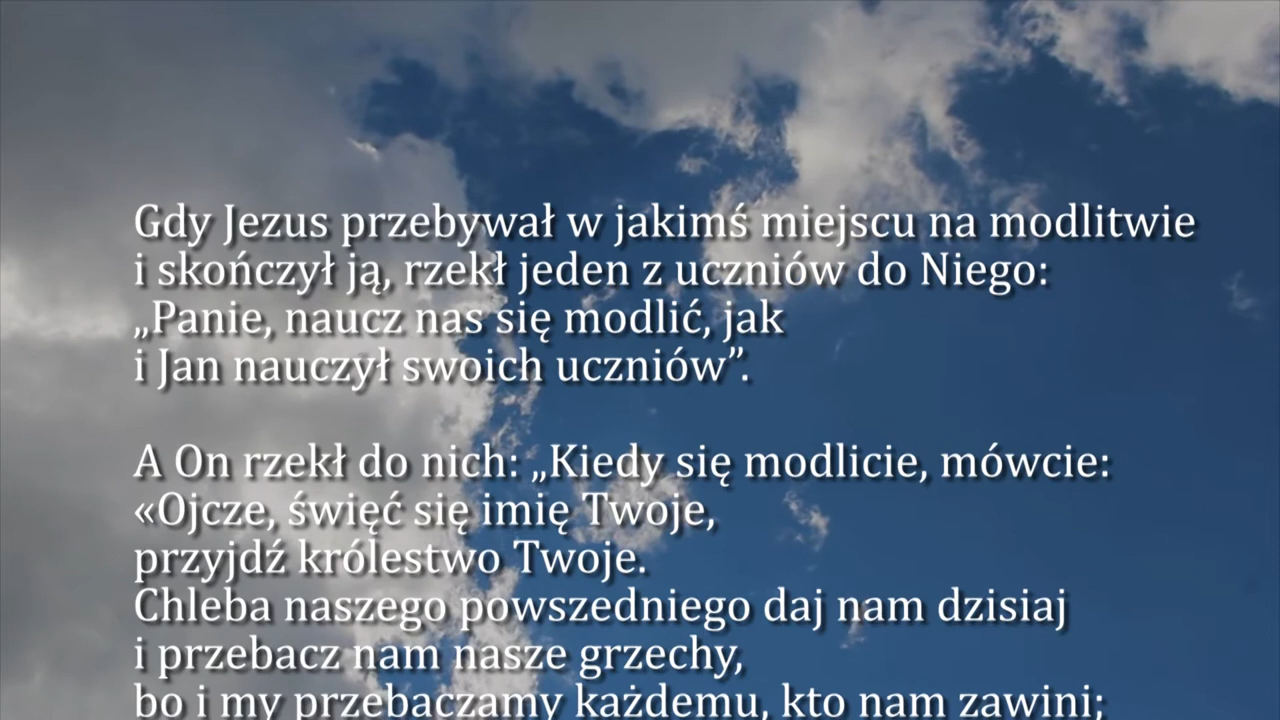 Gdy Jezus przebywał w jakimś miejscu na modlitwie
i skończył ją, rzekł jeden z uczniów do Niego:
„Panie, naucz nas się modlić, jak
i Jan nauczył swoich uczniów”.
A On rzekł do nich: „Kiedy się modlicie, mówcie:
«Ojcze, święć się imię Twoje,
przyjdź królestwo Twoje.
Chleba naszego powszedniego daj nam dzisiaj
i przebacz nam nasze grzechy,
bo i my przebaczamy każdemu, kto nam zawini;